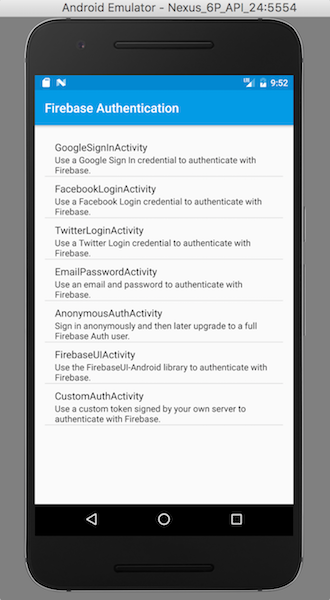 Android Emulator - Nexus_6P_API_24:5554
9:52
Firebase Authentication
GoogleSignInActivity
Use a Google Sign In credential to authenticate with
Firebase.
FacebookLoginActivity
Use a Facebook Login credential to authenticate with
Firebase.
TwitterLoginActivity
Use a Twitter Login credential to authenticate with
Firebase.
EmailPasswordActivity
Use an email and password to authenticate with
Firebase.
AnonymousAuthActivity
Sign in anonymously and then later upgrade to a full
Firebase Auth user.
FirebaseUIActivity
Use the FirebaseUI-Android library to authenticate with
Firebase.
CustomAuthActivity
Use a custom token signed by your own server to
authenticate with Firebase.